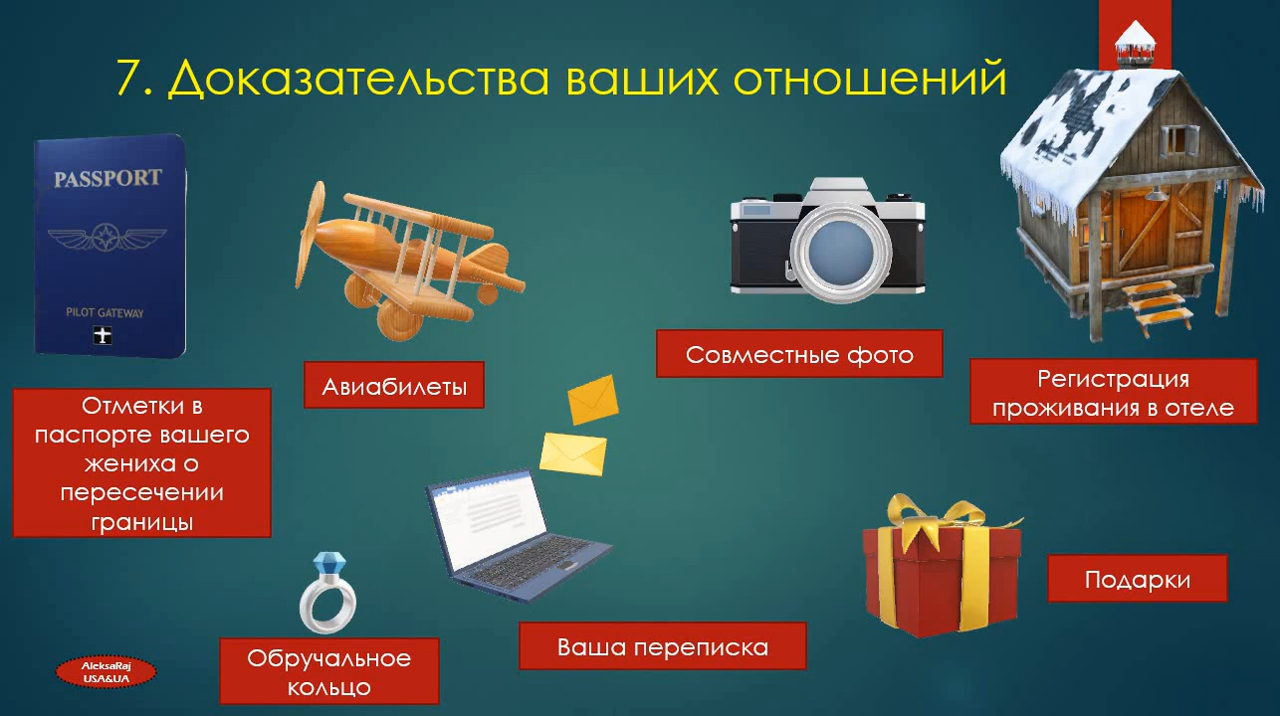 7. Доказательства ваших отношений
PASSPORT
PILOT GATEWAY
Отметки в
паспорте вашего
жениха о
пересечении
границы
Авиабилеты
Совместные фото
Регистрация
проживания в отеле
Обручальное
кольцо
Ваша переписка
Подарки
AleksaRaj
USA&UA